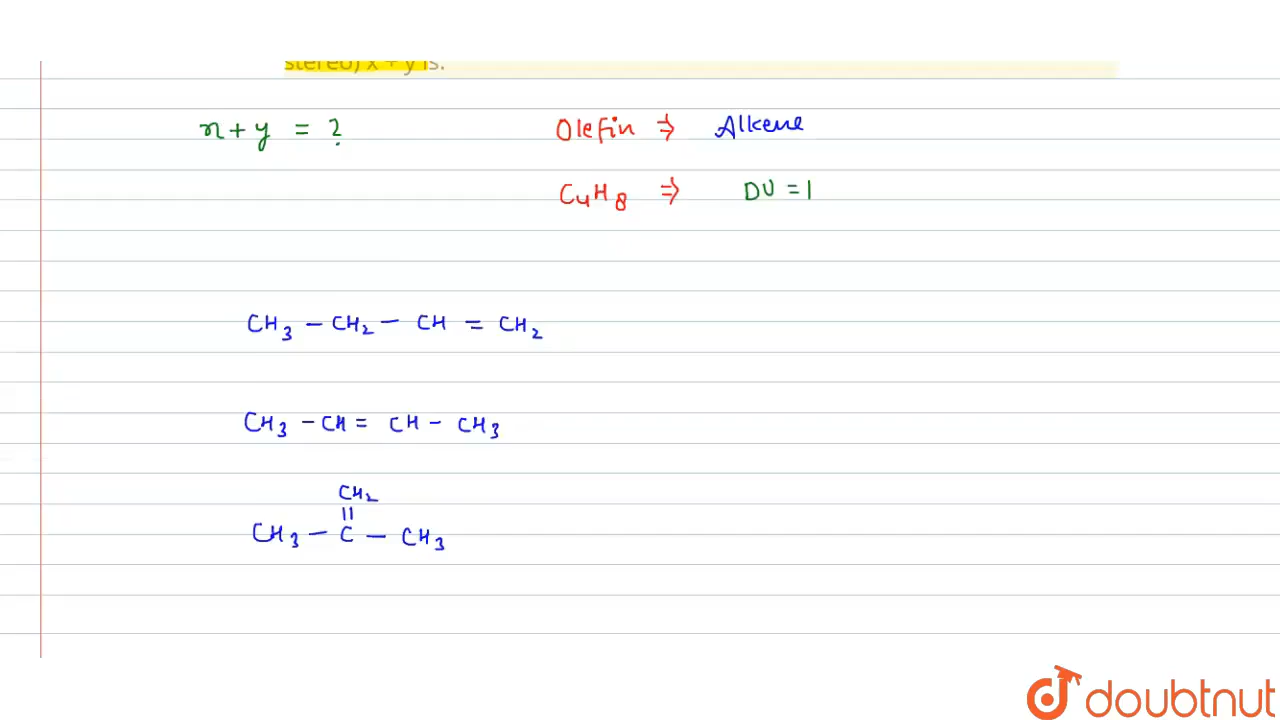 stereo) x + y is.
x + y = ? Olefin ⇒ Alkene
C4H8 ⇒ DU = 1
CH3 - CH2 - CH = CH2
CH3 - CH = CH - CH3
CH2
||
CH3 - C - CH3
doubtnut